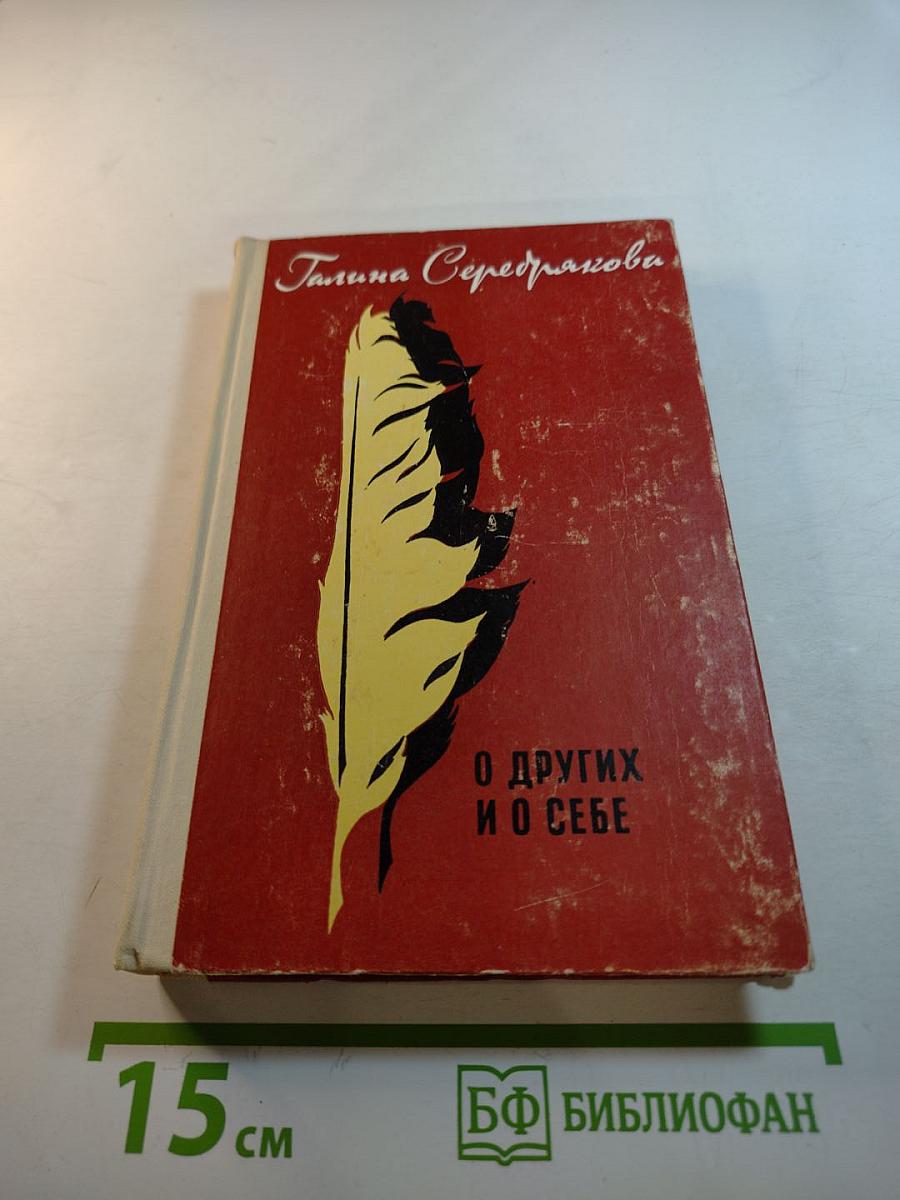 Галина Серебрякова
О ДРУГИХ
И О СЕБЕ
15 см
БФ БИБЛИОФАН